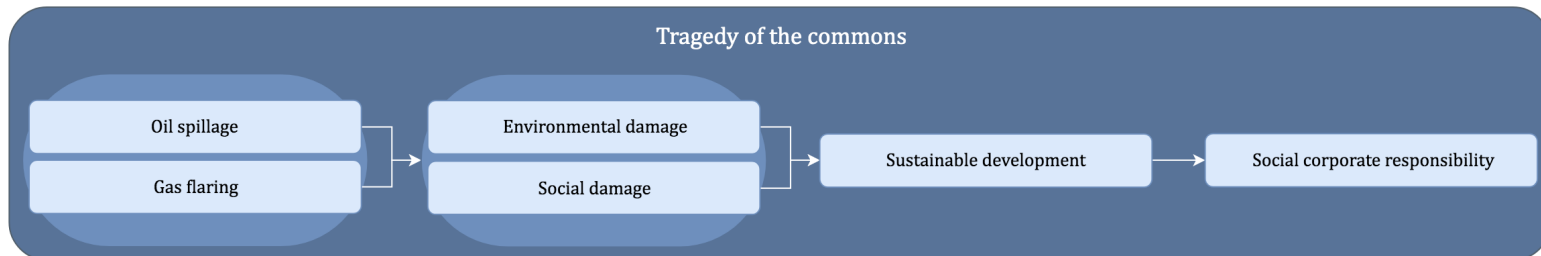 Tragedy of the commons
Oil spillage
Gas flaring
Environmental damage
Social damage
Sustainable development
Social corporate responsibility